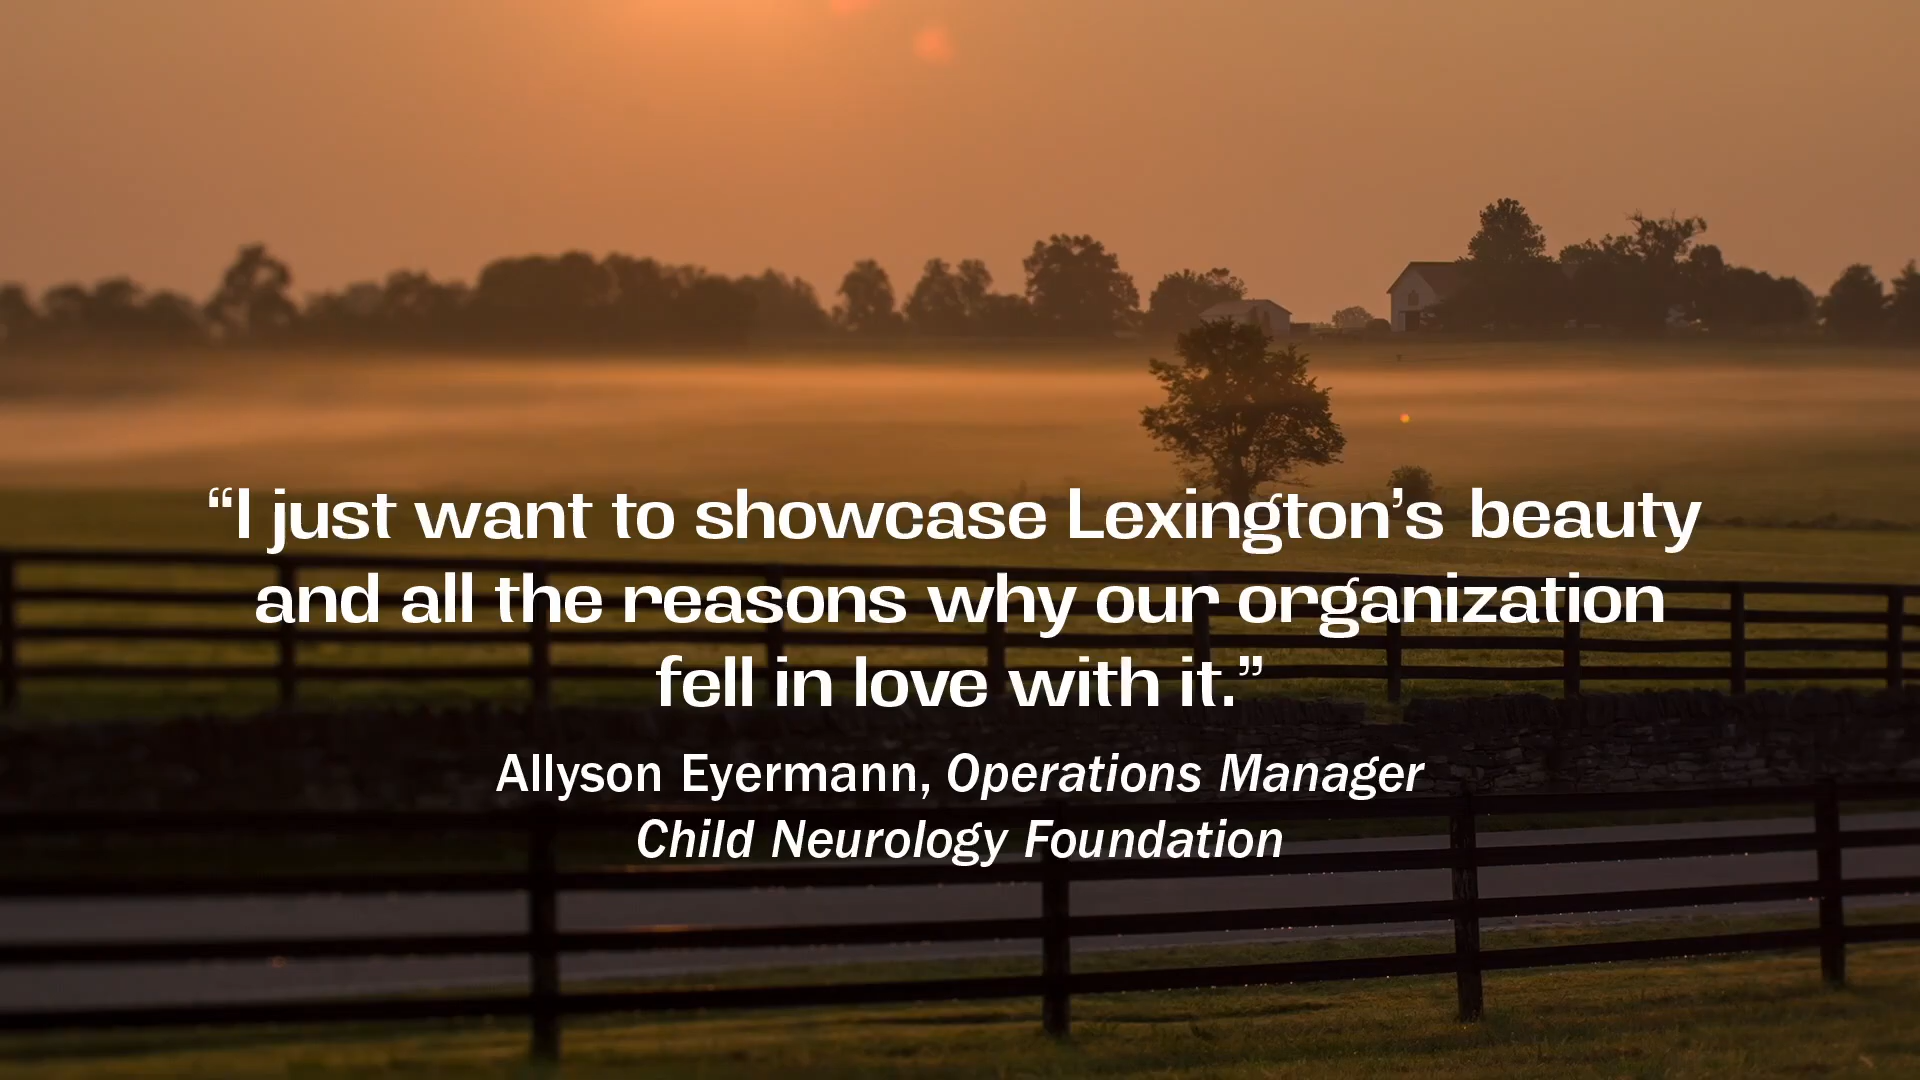 “I just want to showcase Lexington’s beauty
and all the reasons why our organization
fell in love with it.”
Allyson Eyermann, Operations Manager
Child Neurology Foundation